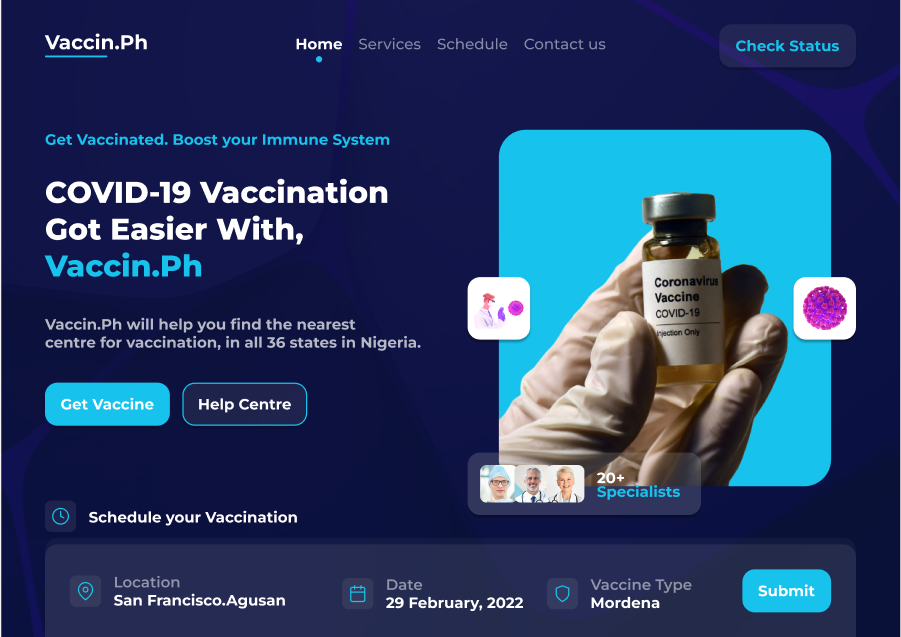 Vaccin.Ph
Home Services Schedule Contact us
Check Status
Get Vaccinated. Boost your Immune System
COVID-19 Vaccination
Got Easier With,
Vaccin.Ph
Vaccin.Ph will help you find the nearest
centre for vaccination, in all 36 states in Nigeria.
Get Vaccine
Help Centre
Coronavirus
Vaccine
COVID-19
Injection Only
20+
Specialists
Schedule your Vaccination
Location
San Francisco.Agusan
Date
29 February, 2022
Vaccine Type
Mordena
Submit